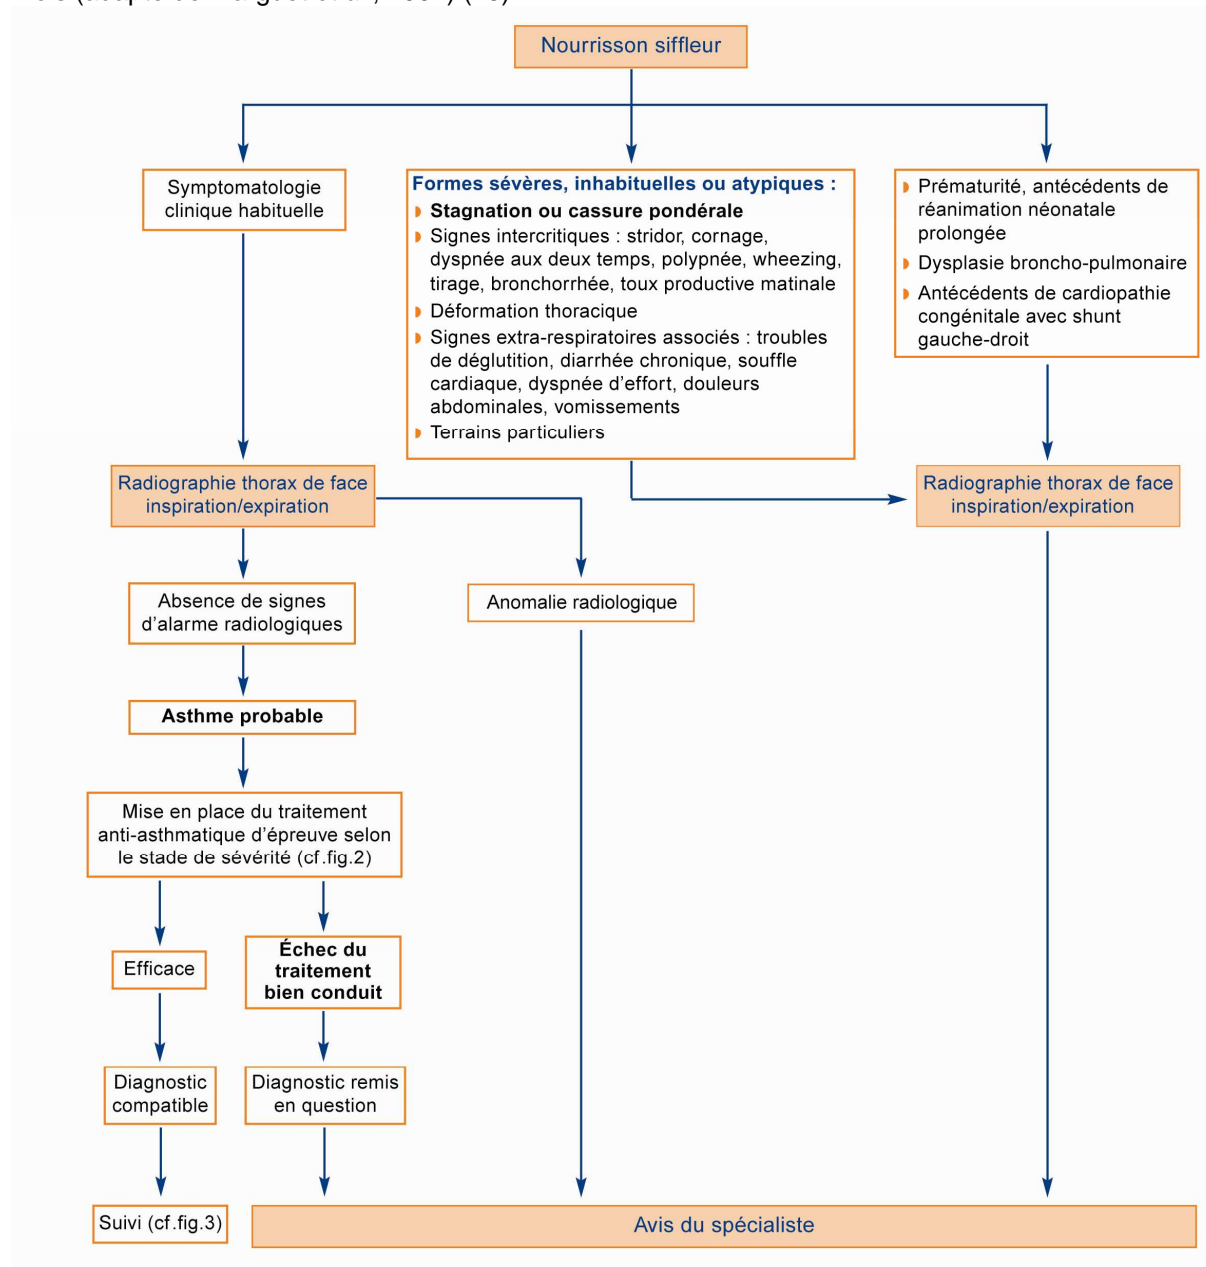 Nourrisson siffleur
Symptomatologie
clinique habituelle
Formes sévères, inhabituelles ou atypiques :
Stagnation ou cassure pondérale
Signes intercritiques : stridor, cornage,
dyspnée aux deux temps, polypnée, wheezing,
tirage, bronchorrhée, toux productive matinale
Déformation thoracique
Signes extra-respiratoires associés : troubles
de déglutition, diarrhée chronique, souffle
cardiaque, dyspnée d'effort, douleurs
abdominales, vomissements
Terrains particuliers
Prématurité, antécédents de
réanimation néonatale
prolongée
Dysplasie broncho-pulmonaire
Antécédents de cardiopathie
congénitale avec shunt
gauche-droit
Radiographie thorax de face
inspiration/expiration
Radiographie thorax de face
inspiration/expiration
Absence de signes
d'alarme radiologiques
Anomalie radiologique
Asthme probable
Mise en place du traitement
anti-asthmatique d'épreuve selon
le stade de sévérité (cf.fig.2)
Efficace
Échec du
traitement
bien conduit
Diagnostic
compatible
Diagnostic remis
en question
Suivi (cf.fig.3)
Avis du spécialiste